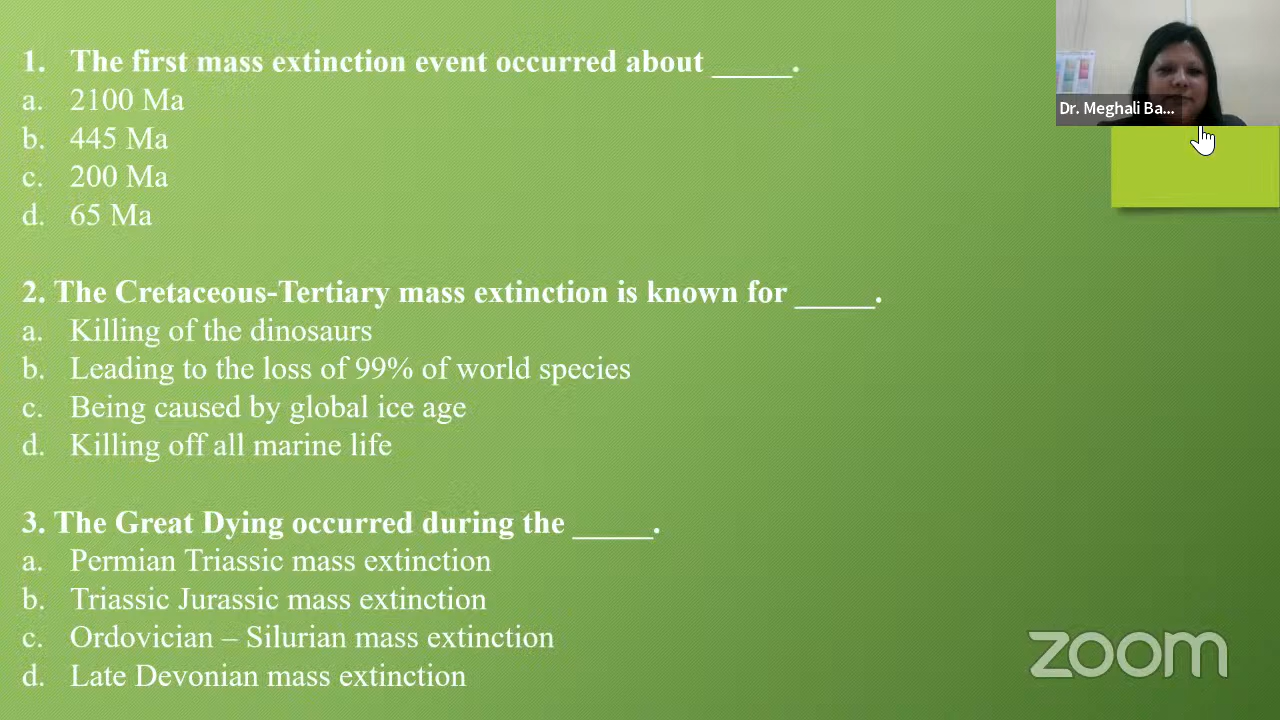 1. The first mass extinction event occurred about _____.
a. 2100 Ma
b. 445 Ma
c. 200 Ma
d. 65 Ma
2. The Cretaceous-Tertiary mass extinction is known for _____.
a. Killing of the dinosaurs
b. Leading to the loss of 99% of world species
c. Being caused by global ice age
d. Killing off all marine life
3. The Great Dying occurred during the _____.
a. Permian Triassic mass extinction
b. Triassic Jurassic mass extinction
c. Ordovician – Silurian mass extinction
d. Late Devonian mass extinction
Dr. Meghali Ba...
zoom